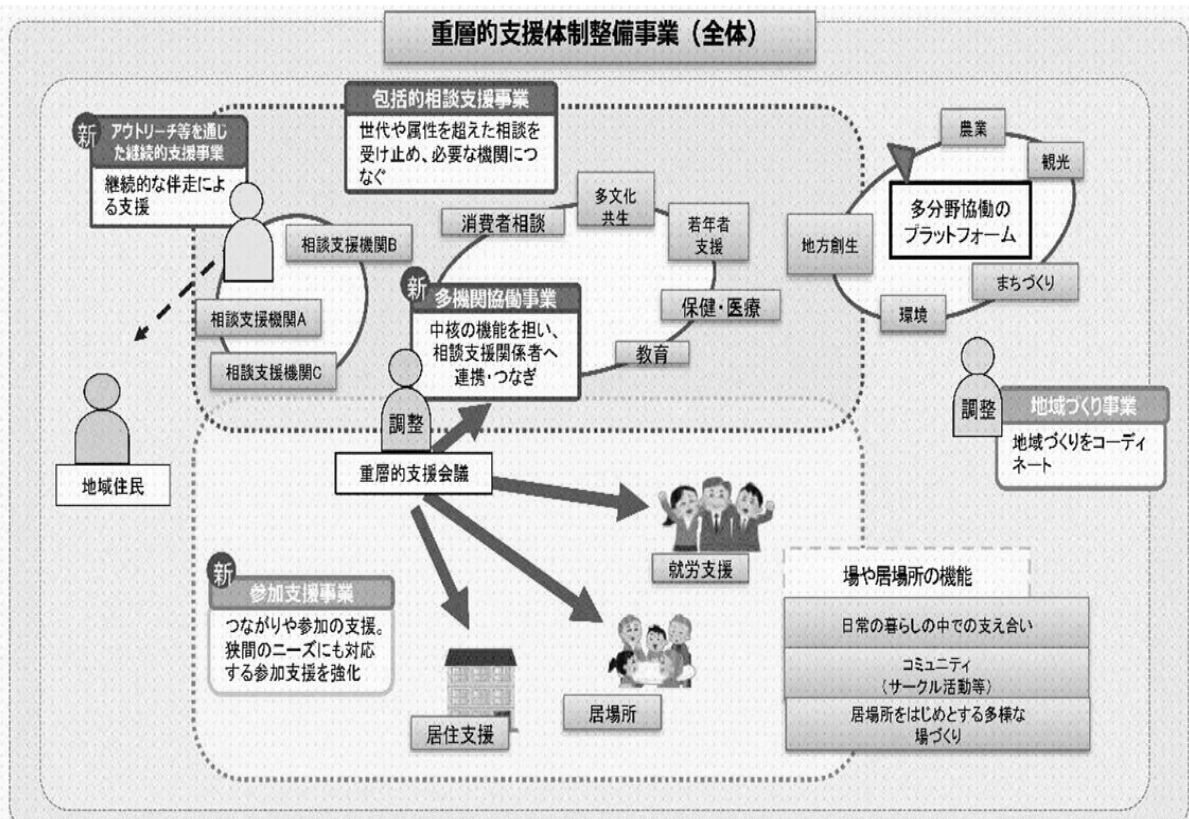 重層的支援体制整備事業（全体）
包括的相談支援事業
世代や属性を超えた相談を
受け止め、必要な機関につ
なぐ
新
アウトリーチ等を通じ
た継続的支援事業
継続的な伴走によ
る支援
相談支援機関B
相談支援機関A
相談支援機関C
地域住民
消費者相談
多文化
共生
若年者
支援
保健・医療
教育
新
多機関協働事業
中核の機能を担い、
相談支援関係者へ
連携・つなぎ
調整
重層的支援会議
農業
観光
多分野協働の
プラットフォーム
地方創生
まちづくり
環境
調整
地域づくり事業
地域づくりをコーディ
ネート
新
参加支援事業
つながりや参加の支援。
狭間のニーズにも対応
する参加支援を強化
就労支援
居場所
居住支援
場や居場所の機能
日常の暮らしの中での支え合い
コミュニティ
（サークル活動等）
居場所をはじめとする多様な
場づくり